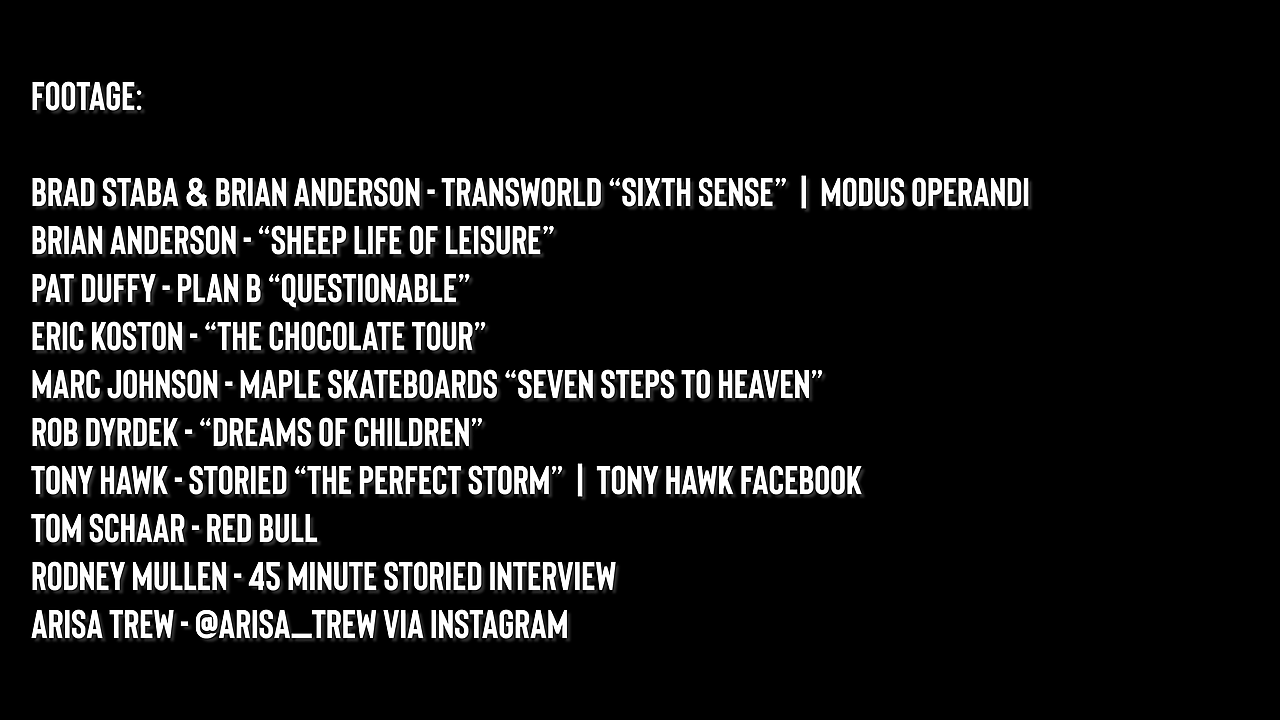 FOOTAGE:
BRAD STABA & BRIAN ANDERSON - TRANSWORLD “SIXTH SENSE” | MODUS OPERANDI
BRIAN ANDERSON - “SHEEP LIFE OF LEISURE”
PAT DUFFY - PLAN B “QUESTIONABLE”
ERIC KOSTON - “THE CHOCOLATE TOUR”
MARC JOHNSON - MAPLE SKATEBOARDS “SEVEN STEPS TO HEAVEN”
ROB DYRDEK - “DREAMS OF CHILDREN”
TONY HAWK - STORIED “THE PERFECT STORM” | TONY HAWK FACEBOOK
TOM SCHAAR - RED BULL
RODNEY MULLEN - 45 MINUTE STORIED INTERVIEW
ARISA TREW - @ARISA_TREW VIA INSTAGRAM